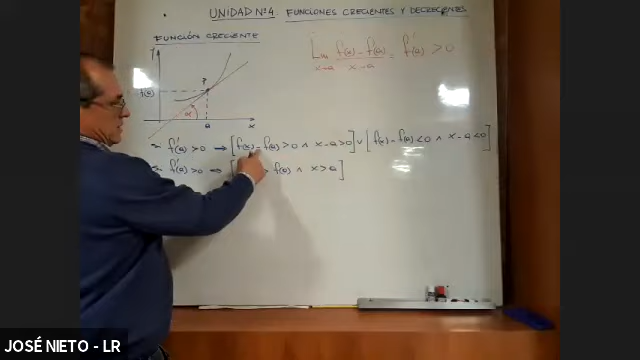 UNIDAD Nº4. FUNCIONES CRECIENTES Y DECRECIENTES
FUNCIÓN CRECIENTE
Lim f(x) - f(a) / x - a = f'(a) > 0
x→a
y
P
f(a)
α
a
x
f'(a) > 0 ⇒ [f(x) - f(a) > 0 ∧ x - a > 0] ∨ [f(x) - f(a) < 0 ∧ x - a < 0]
f'(a) > 0 ⇒ [ f(a) ∧ x > a]
JOSÉ NIETO - LR